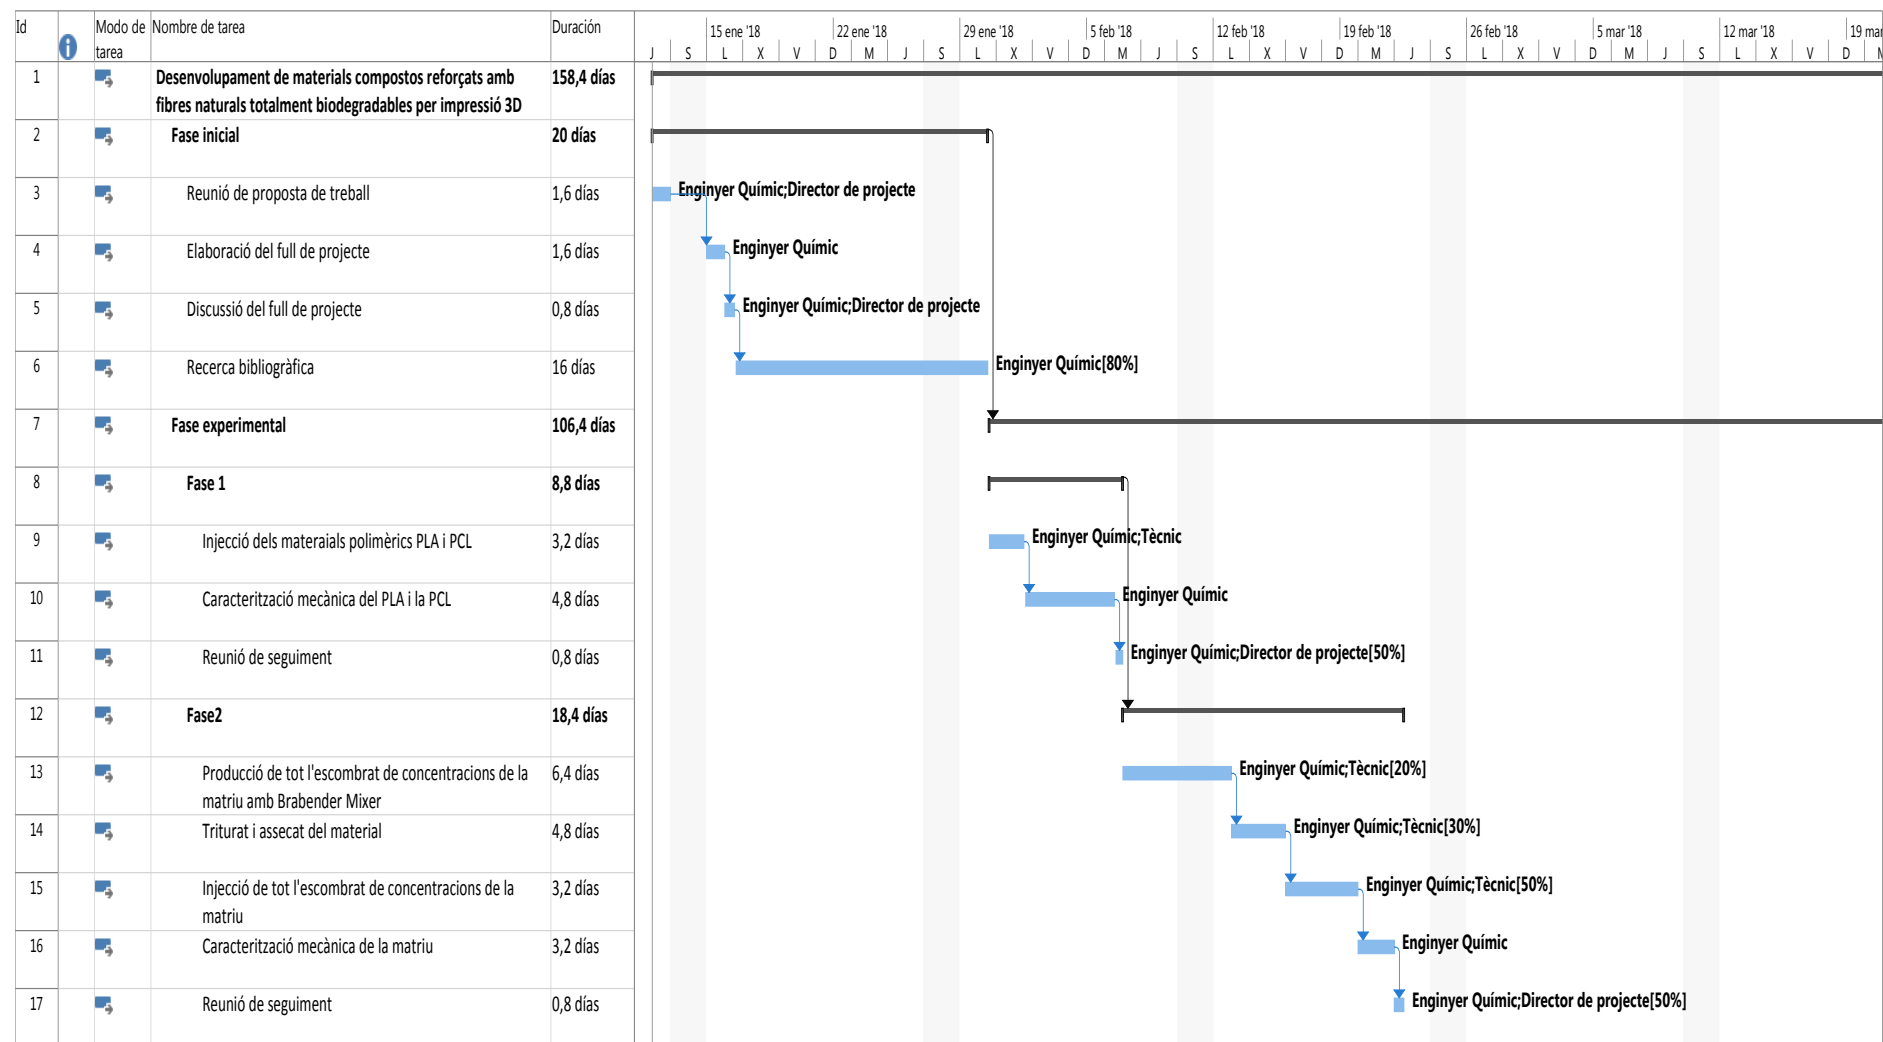 Id
Modo de tarea
Nombre de tarea
Duración
15 ene '18
22 ene '18
29 ene '18
5 feb '18
12 feb '18
19 feb '18
26 feb '18
5 mar '18
12 mar '18
19 mar
J S L X V D M J S L X V D M J S L X V D M J S L X V D M J S L X V D M
1
Desenvolupament de materials compostos reforçats amb
fibres naturals totalment biodegradables per impressió 3D
158,4 días
2
Fase inicial
20 días
3
Reunió de proposta de treball
1,6 días
Enginyer Químic;Director de projecte
4
Elaboració del full de projecte
1,6 días
Enginyer Químic
5
Discussió del full de projecte
0,8 días
Enginyer Químic;Director de projecte
6
Recerca bibliogràfica
16 días
Enginyer Químic[80%]
7
Fase experimental
106,4 días
8
Fase 1
8,8 días
9
Injecció dels materaials polimèrics PLA i PCL
3,2 días
Enginyer Químic;Tècnic
10
Caracterització mecànica del PLA i la PCL
4,8 días
Enginyer Químic
11
Reunió de seguiment
0,8 días
Enginyer Químic;Director de projecte[50%]
12
Fase2
18,4 días
13
Producció de tot l'escombrat de concentracions de la
matriu amb Brabender Mixer
6,4 días
Enginyer Químic;Tècnic[20%]
14
Triturat i assecat del material
4,8 días
Enginyer Químic;Tècnic[30%]
15
Injecció de tot l'escombrat de concentracions de la
matriu
3,2 días
Enginyer Químic;Tècnic[50%]
16
Caracterització mecànica de la matriu
3,2 días
Enginyer Químic
17
Reunió de seguiment
0,8 días
Enginyer Químic;Director de projecte[50%]